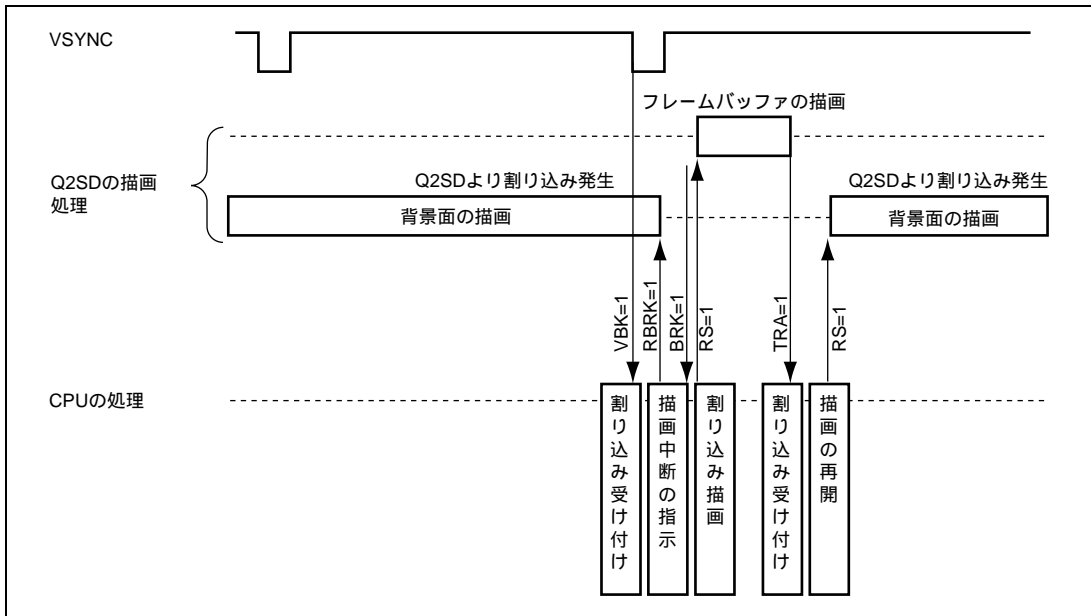 VSYNC
フレームバッファの描画
Q2SDの描画
処理
Q2SDより割り込み発生
Q2SDより割り込み発生
背景面の描画
背景面の描画
VBK=1
RBRK=1
BRK=1
RS=1
TRA=1
RS=1
CPUの処理
割り込み受け付け
描画中断の指示
割り込み描画
割り込み受け付け
描画の再開